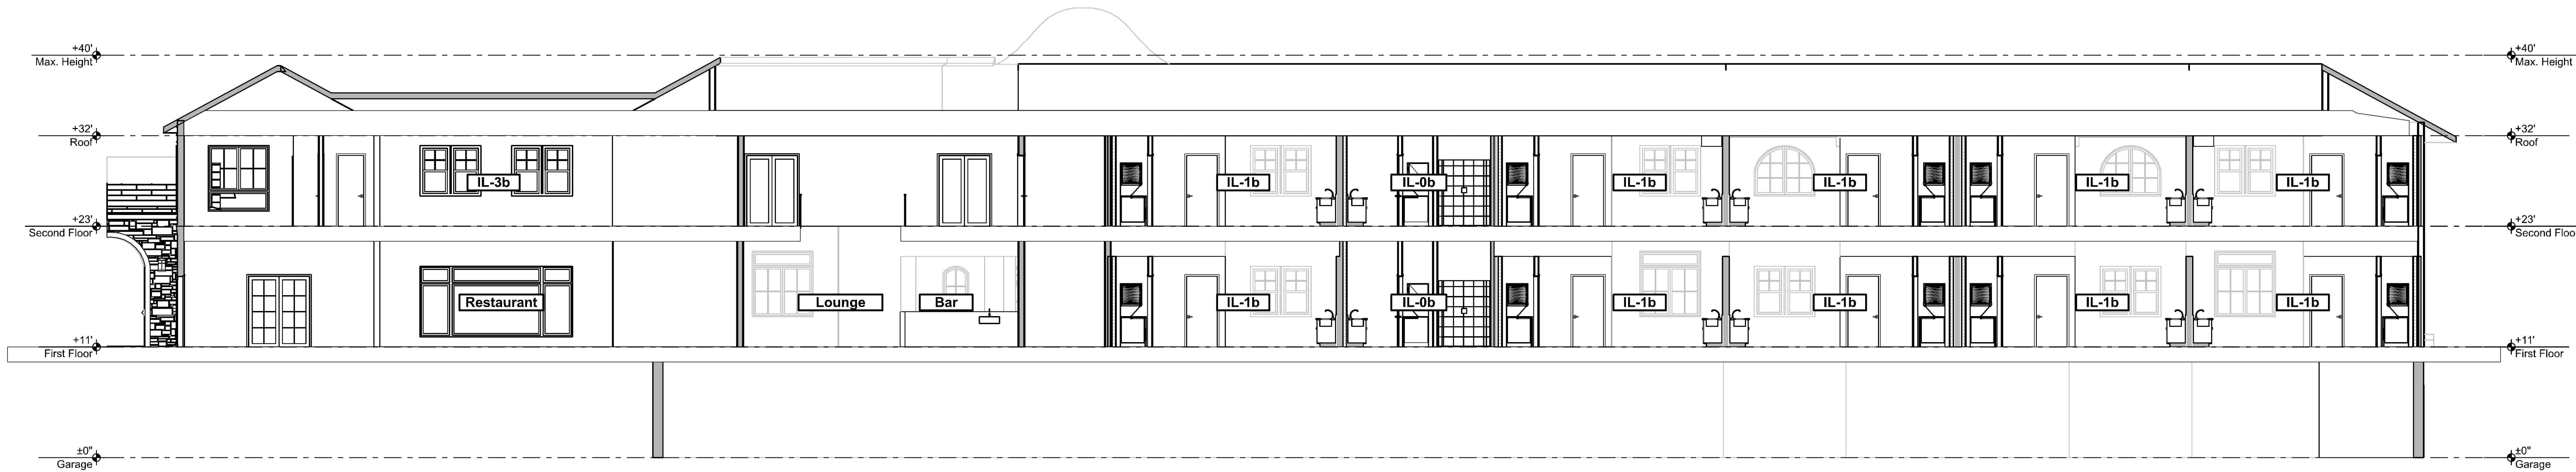 +40'
Max. Height
+40'
Max. Height
+32'
Roof
+32'
Roof
IL-3b
IL-1b
IL-0b
IL-1b
IL-1b
IL-1b
IL-1b
+23'
Second Floor
+23'
Second Floo
Restaurant
Lounge
Bar
IL-1b
IL-0b
IL-1b
IL-1b
IL-1b
IL-1b
+11'
First Floor
+11'
First Floor
±0"
Garage
±0"
Garage